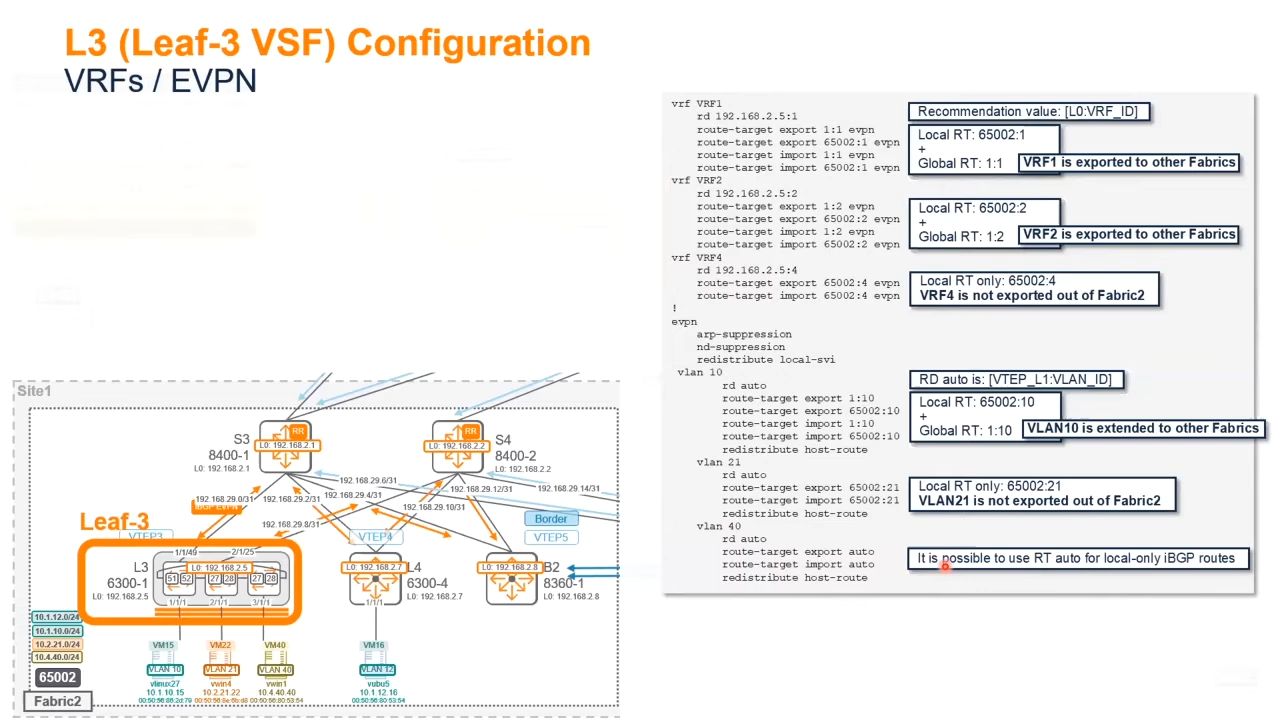 L3 (Leaf-3 VSF) Configuration
VRFs / EVPN
vrf VRF1
rd 192.168.2.5:1
route-target export 1:1 evpn
route-target export 65002:1 evpn
route-target import 1:1 evpn
route-target import 65002:1 evpn
vrf VRF2
rd 192.168.2.5:2
route-target export 1:2 evpn
route-target export 65002:2 evpn
route-target import 1:2 evpn
route-target import 65002:2 evpn
vrf VRF4
rd 192.168.2.5:4
route-target export 65002:4 evpn
route-target import 65002:4 evpn
!
evpn
arp-suppression
nd-suppression
redistribute local-svi
vlan 10
rd auto
route-target export 1:10
route-target export 65002:10
route-target import 1:10
route-target import 65002:10
redistribute host-route
vlan 21
rd auto
route-target export 65002:21
route-target import 65002:21
redistribute host-route
vlan 40
rd auto
route-target export auto
route-target import auto
redistribute host-route
Recommendation value: [L0:VRF_ID]
Local RT: 65002:1
+
Global RT: 1:1
VRF1 is exported to other Fabrics
Local RT: 65002:2
+
Global RT: 1:2
VRF2 is exported to other Fabrics
Local RT only: 65002:4
VRF4 is not exported out of Fabric2
RD auto is: [VTEP_L1:VLAN_ID]
Local RT: 65002:10
+
Global RT: 1:10
VLAN10 is extended to other Fabrics
Local RT only: 65002:21
VLAN21 is not exported out of Fabric2
It is possible to use RT auto for local-only iBGP routes
Site1
S3
8400-1
L0: 192.168.2.1
RR
L0: 192.168.2.1
S4
8400-2
L0: 192.168.2.2
RR
L0: 192.168.2.2
192.168.29.0/31
192.168.29.2/31
192.168.29.4/31
192.168.29.6/31
192.168.29.8/31
192.168.29.10/31
192.168.29.12/31
192.168.29.14/31
iBGP EVPN
Leaf-3
VTEP3
VTEP4
Border
VTEP5
1/1/49
2/1/25
L3
6300-1
L0: 192.168.2.5
L0: 192.168.2.5
51 52
27 28
27 28
1/1/1
2/1/1
3/1/1
L0: 192.168.2.7
L4
6300-4
L0: 192.168.2.7
1/1/1
L0: 192.168.2.8
B2
8360-1
L0: 192.168.2.8
10.1.12.0/24
10.1.10.0/24
10.2.21.0/24
10.4.40.0/24
65002
Fabric2
VM15
VLAN 10
vlinux27
10.1.10.15
VM22
VLAN 21
vwin4
10.2.21.22
VM40
VLAN 40
vwin1
10.4.40.40
00:50:56:80:53:54
VM16
VLAN 12
vubu5
10.1.12.16
00:50:56:80:53:54